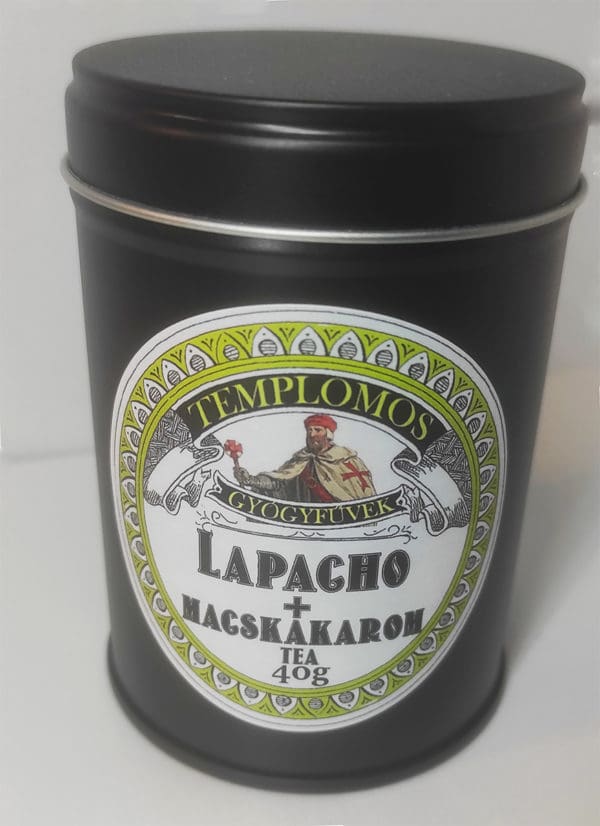 TEMPLOMOS
GYÓGYFÜVEK
LAPACHO
+
MACSKAKAROM
TEA
40g